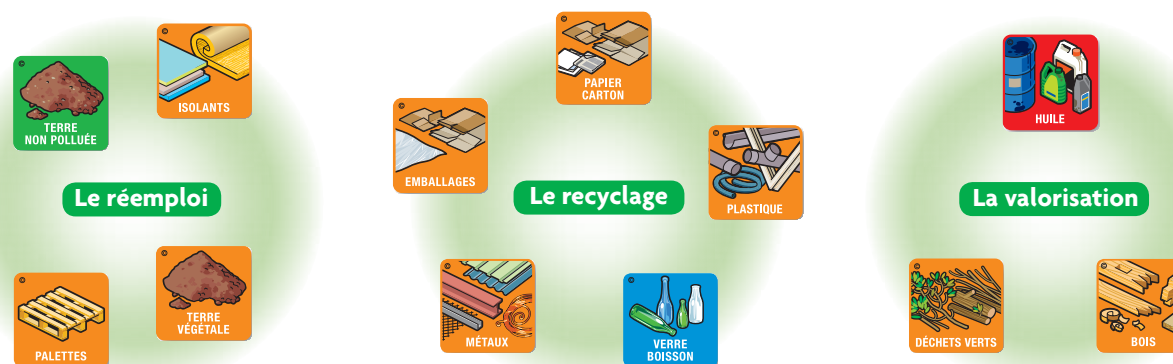 ©
ISOLANTS
©
TERRE
NON POLLUÉE
Le réemploi
©
PALETTES
©
TERRE
VÉGÉTALE
©
PAPIER
CARTON
©
EMBALLAGES
©
PLASTIQUE
Le recyclage
©
MÉTAUX
©
VERRE
BOISSON
©
HUILE
La valorisation
©
DÉCHETS VERTS
©
BOIS